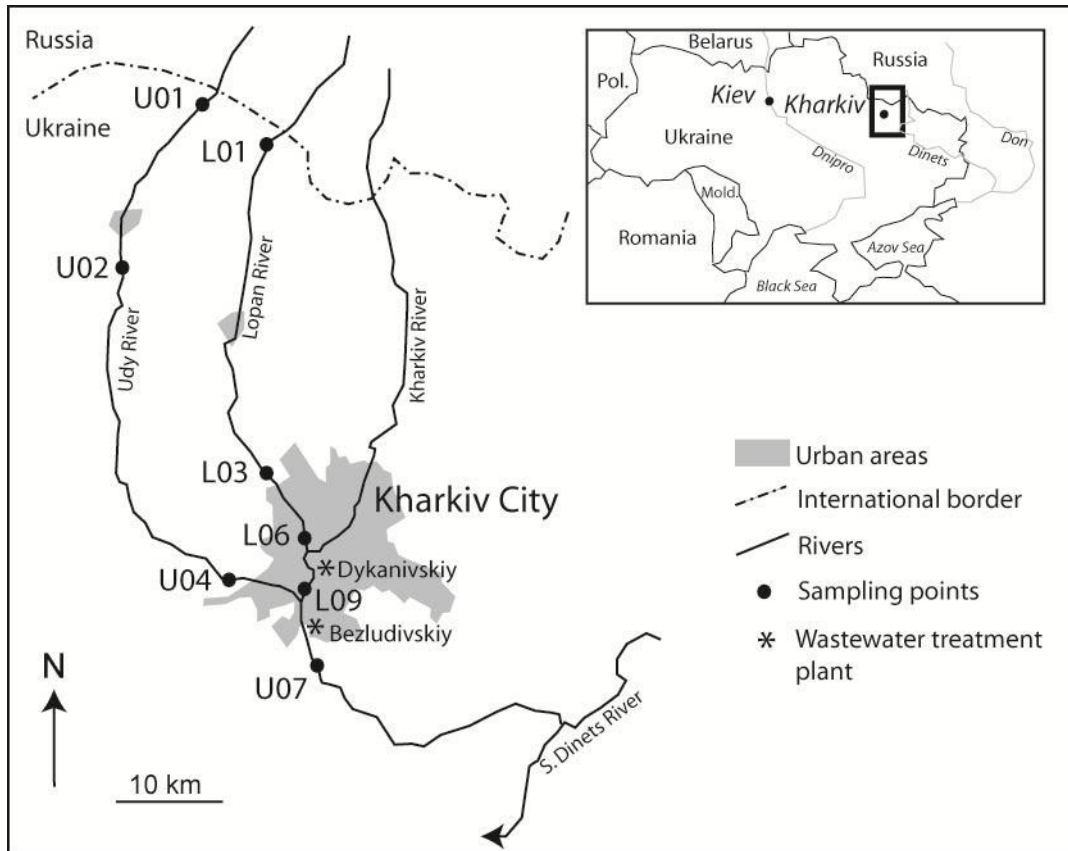 Russia
U01
Ukraine
L01
U02
Udy River
Lopan River
Kharkiv River
L03
Kharkiv City
L06
Dykanivskiy
U04
L09
Bezludivskiy
U07
S. Dinets River
N
10 km
Belarus
Russia
Pol.
Kiev
Kharkiv
Ukraine
Dnipro
Dinets
Don
Mold.
Romania
Azov Sea
Black Sea
Urban areas
International border
Rivers
Sampling points
Wastewater treatment
plant